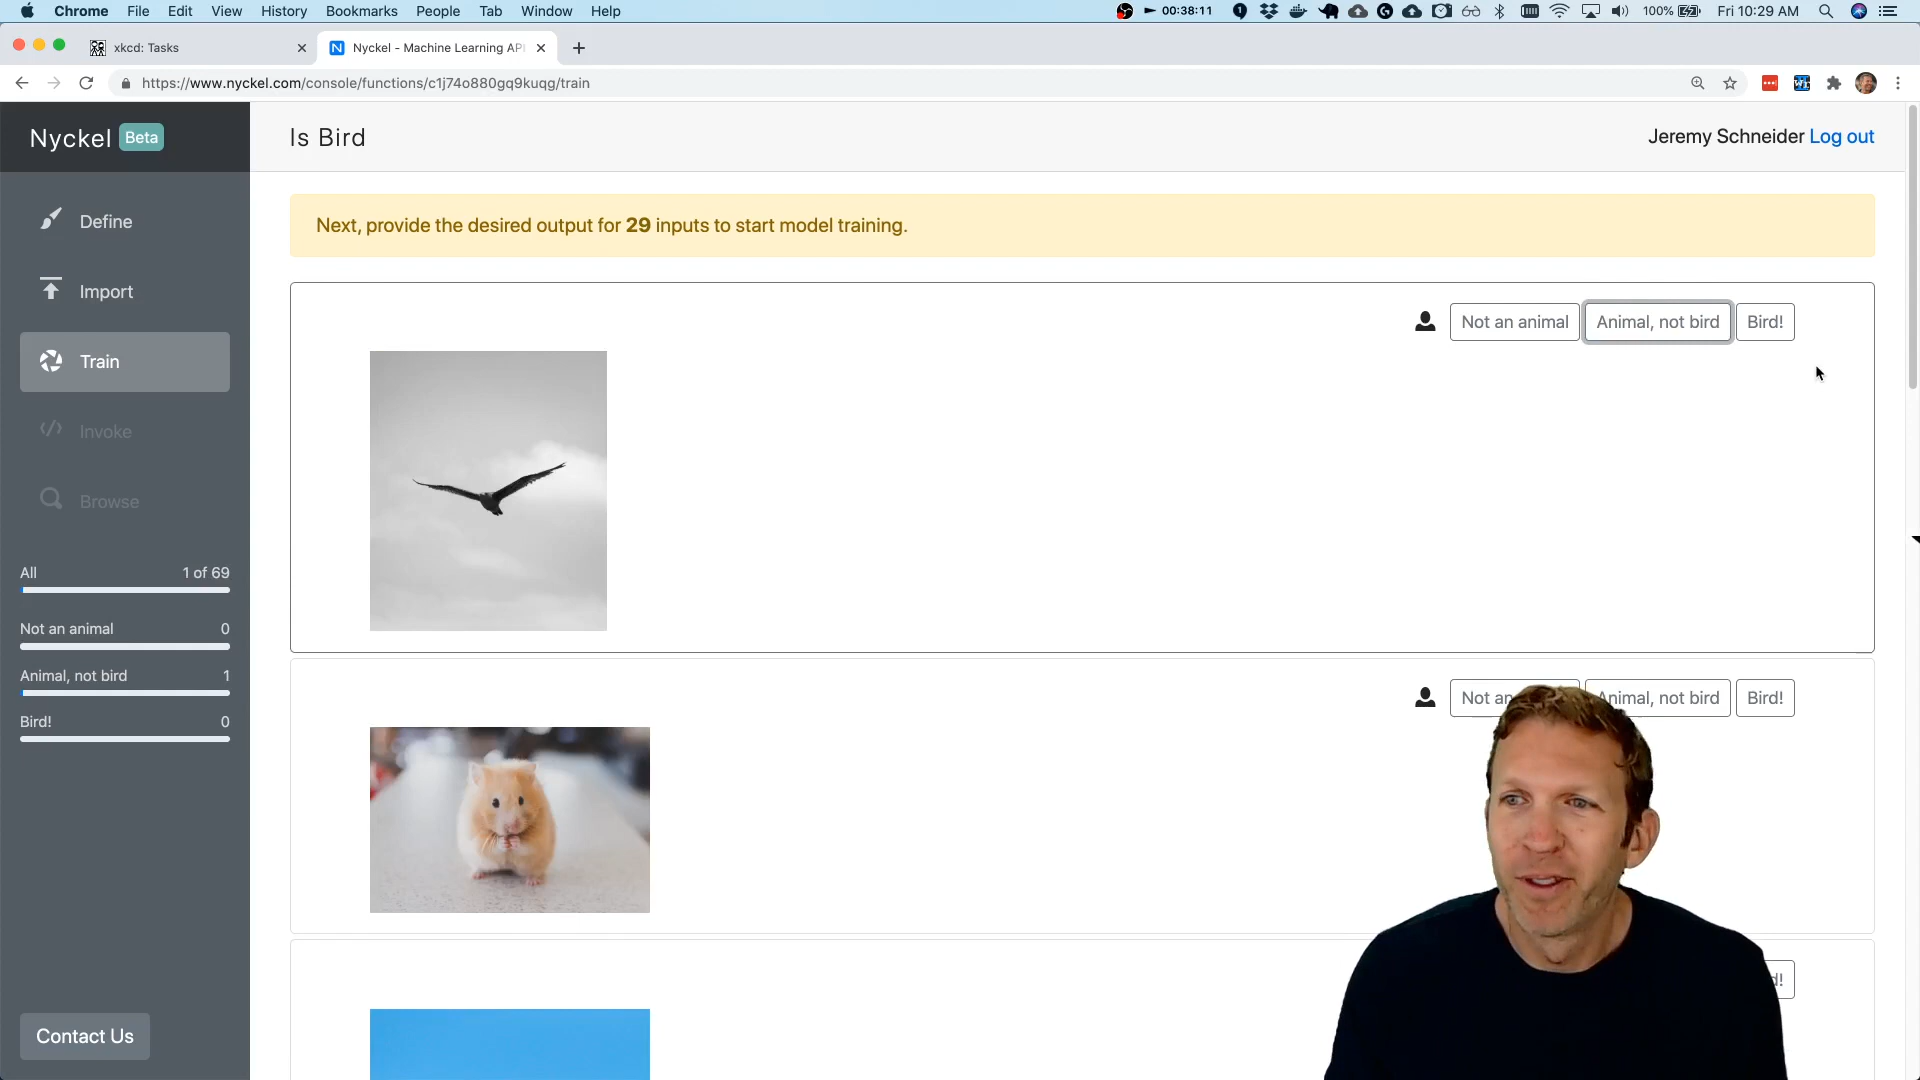 Chrome File Edit View History Bookmarks People Tab Window Help 00:38:11 100% Fri 10:29 AM
xkcd: Tasks
Nyckel - Machine Learning API
https://www.nyckel.com/console/functions/c1j74o880gq9kuqg/train
Nyckel Beta
Is Bird
Jeremy Schneider Log out
Define
Import
Train
Invoke
Browse
All 1 of 69
Not an animal 0
Animal, not bird 1
Bird! 0
Contact Us
Next, provide the desired output for 29 inputs to start model training.
Not an animal Animal, not bird Bird!
Not an Animal, not bird Bird!
d!